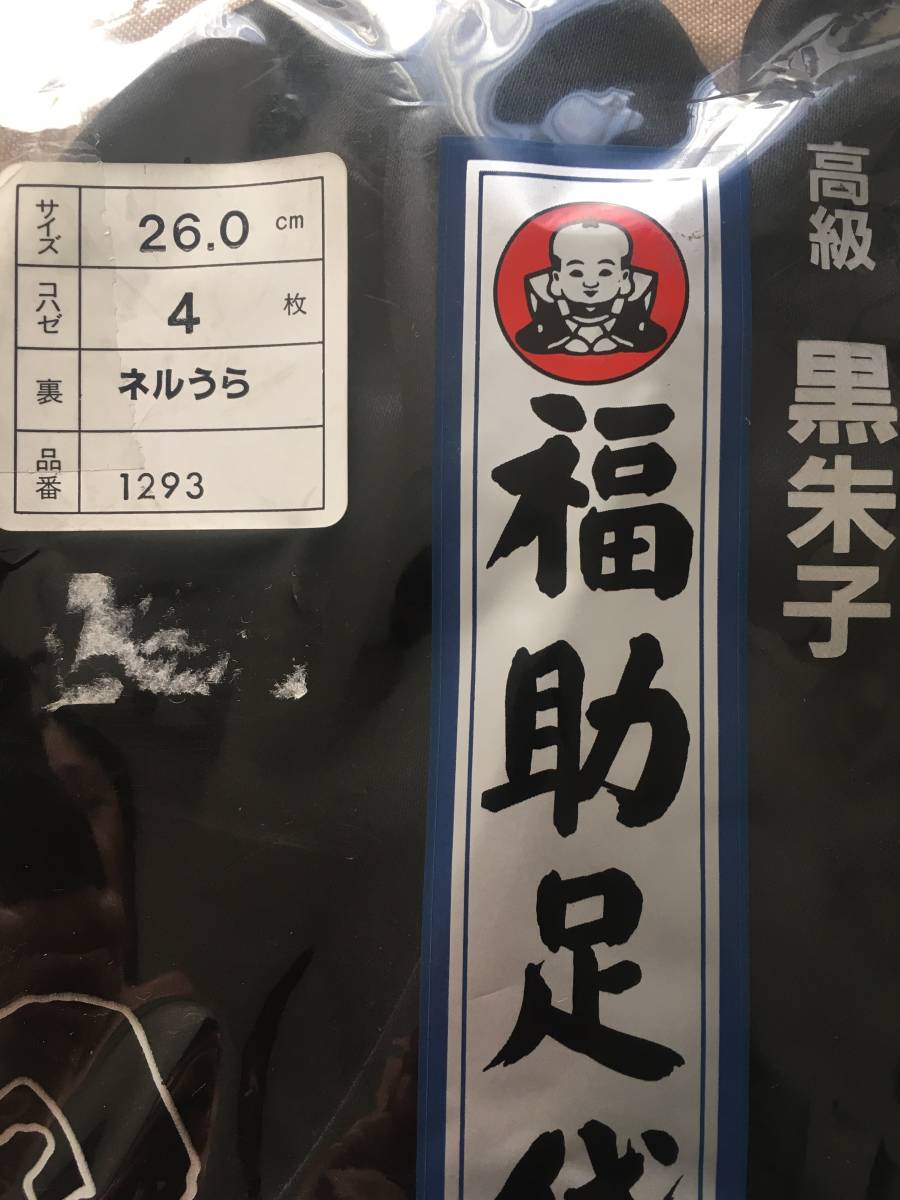 サイズ 26.0 cm
コハゼ 4 枚
裏 ネルうら
品番 1293
福助足袋
高級 黒朱子